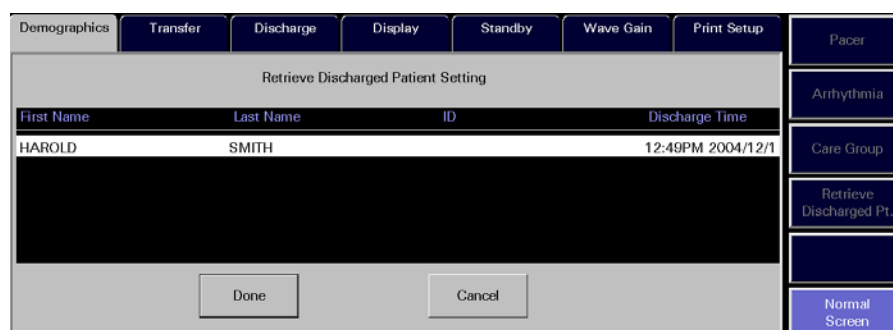 Demographics Transfer Discharge Display Standby Wave Gain Print Setup
Pacer
Retrieve Discharged Patient Setting
Arrhythmia
First Name Last Name ID Discharge Time
HAROLD SMITH 12:49PM 2004/12/1
Care Group
Retrieve
Discharged Pt.
Done Cancel
Normal
Screen